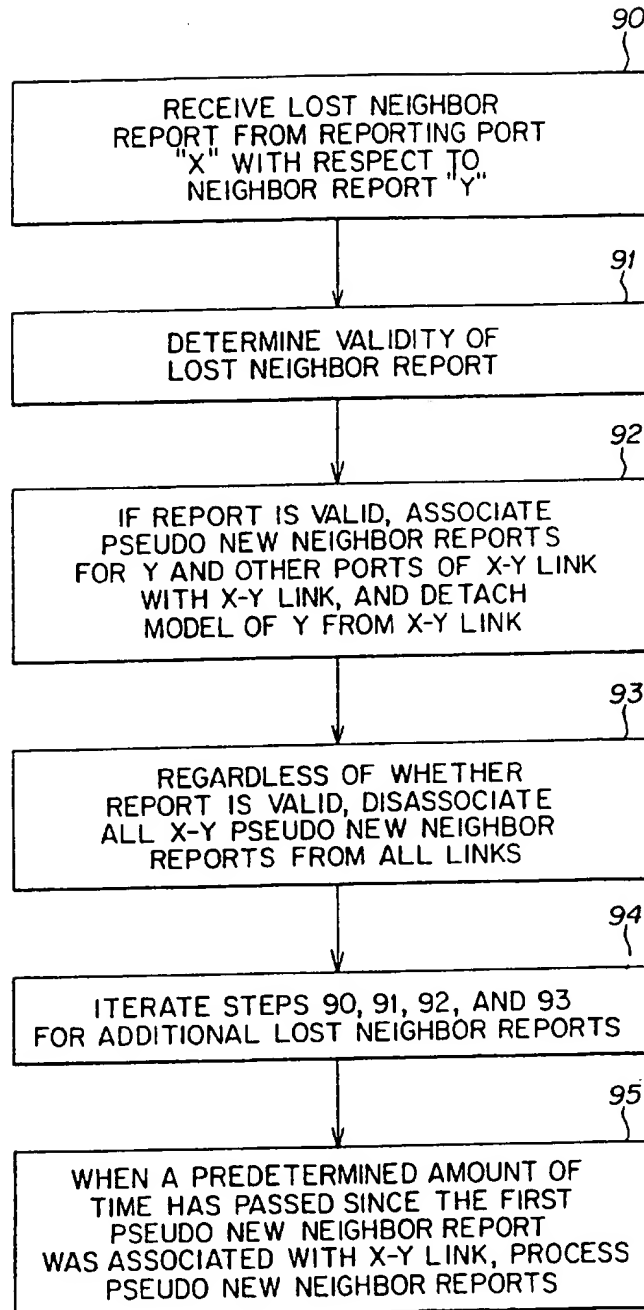 90
RECEIVE LOST NEIGHBOR
REPORT FROM REPORTING PORT
"X" WITH RESPECT TO
NEIGHBOR REPORT "Y"
91
DETERMINE VALIDITY OF
LOST NEIGHBOR REPORT
92
IF REPORT IS VALID, ASSOCIATE
PSEUDO NEW NEIGHBOR REPORTS
FOR Y AND OTHER PORTS OF X-Y LINK
WITH X-Y LINK, AND DETACH
MODEL OF Y FROM X-Y LINK
93
REGARDLESS OF WHETHER
REPORT IS VALID, DISASSOCIATE
ALL X-Y PSEUDO NEW NEIGHBOR
REPORTS FROM ALL LINKS
94
ITERATE STEPS 90, 91, 92, AND 93
FOR ADDITIONAL LOST NEIGHBOR REPORTS
95
WHEN A PREDETERMINED AMOUNT OF
TIME HAS PASSED SINCE THE FIRST
PSEUDO NEW NEIGHBOR REPORT
WAS ASSOCIATED WITH X-Y LINK, PROCESS
PSEUDO NEW NEIGHBOR REPORTS